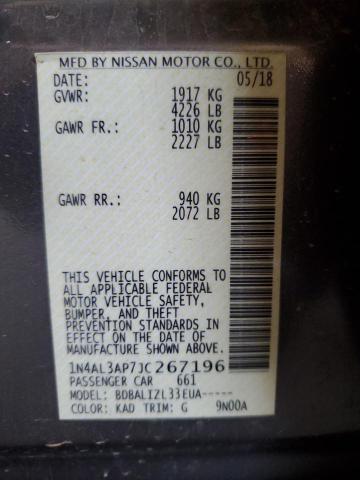 MFD BY NISSAN MOTOR CO., LTD.
DATE: 05/18
GVWR: 1917 KG
4226 LB
GAWR FR.: 1010 KG
2227 LB
GAWR RR.: 940 KG
2072 LB
THIS VEHICLE CONFORMS TO
ALL APPLICABLE FEDERAL
MOTOR VEHICLE SAFETY,
BUMPER, AND THEFT
PREVENTION STANDARDS IN
EFFECT ON THE DATE OF
MANUFACTURE SHOWN ABOVE.
1N4AL3AP7JC267196
PASSENGER CAR 661
MODEL: BDBALIZL33EUA-----
COLOR: KAD TRIM: G 9N00A